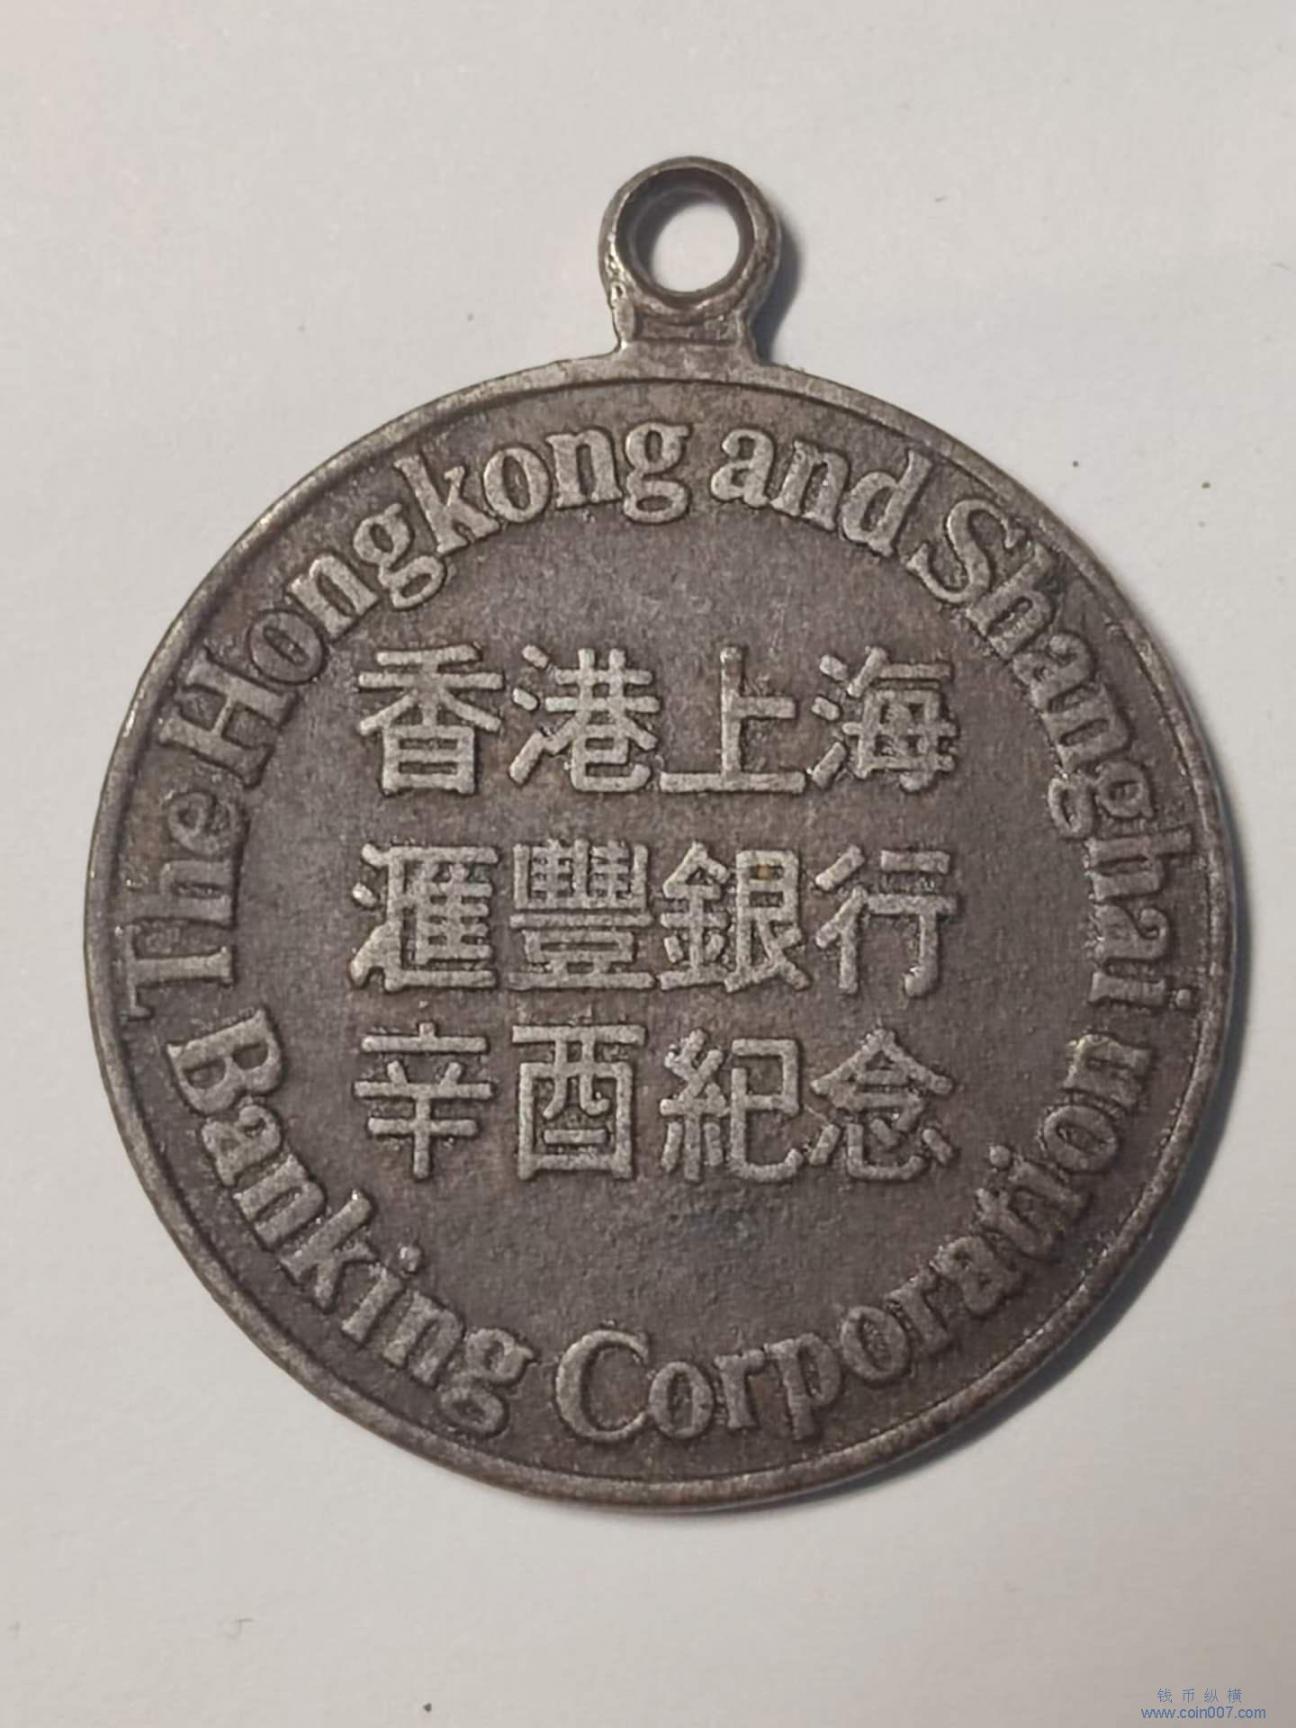 The Hongkong and Shanghai
Banking Corporation
香港上海
滙豐銀行
辛酉紀念
钱币纵横
www.coin007.com